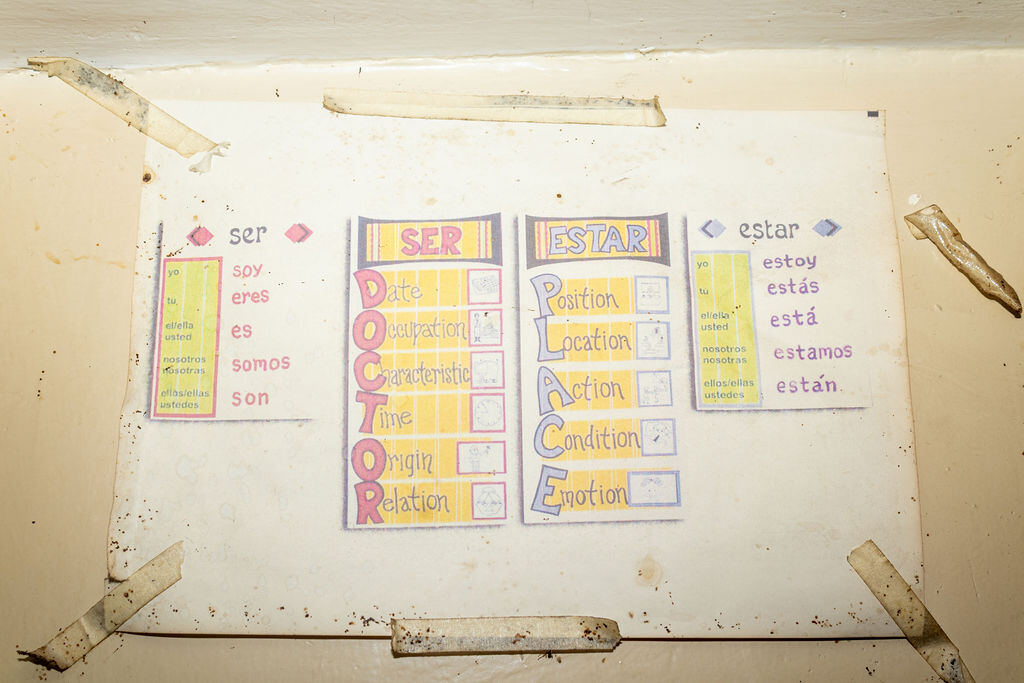 ser
yo
soy
tú
eres
el/ella
usted
es
nosotros
nosotras
somos
ellos/ellas
ustedes
son
SER
Date
Occupation
Characteristic
Time
Origin
Relation
ESTAR
Position
Location
Action
Condition
Emotion
estar
yo
estoy
tú
estás
el/ella
usted
está
nosotros
nosotras
estamos
ellos/ellas
ustedes
están